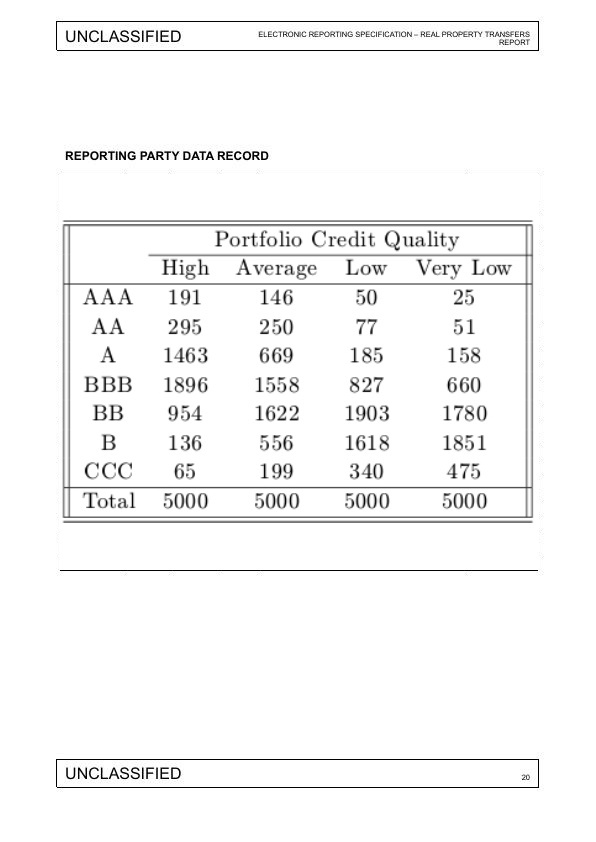 UNCLASSIFIED
ELECTRONIC REPORTING SPECIFICATION – REAL PROPERTY TRANSFERS
REPORT
REPORTING PARTY DATA RECORD
Portfolio Credit Quality
High Average Low Very Low
AAA 191 146 50 25
AA 295 250 77 51
A 1463 669 185 158
BBB 1896 1558 827 660
BB 954 1622 1903 1780
B 136 556 1618 1851
CCC 65 199 340 475
Total 5000 5000 5000 5000
UNCLASSIFIED
20